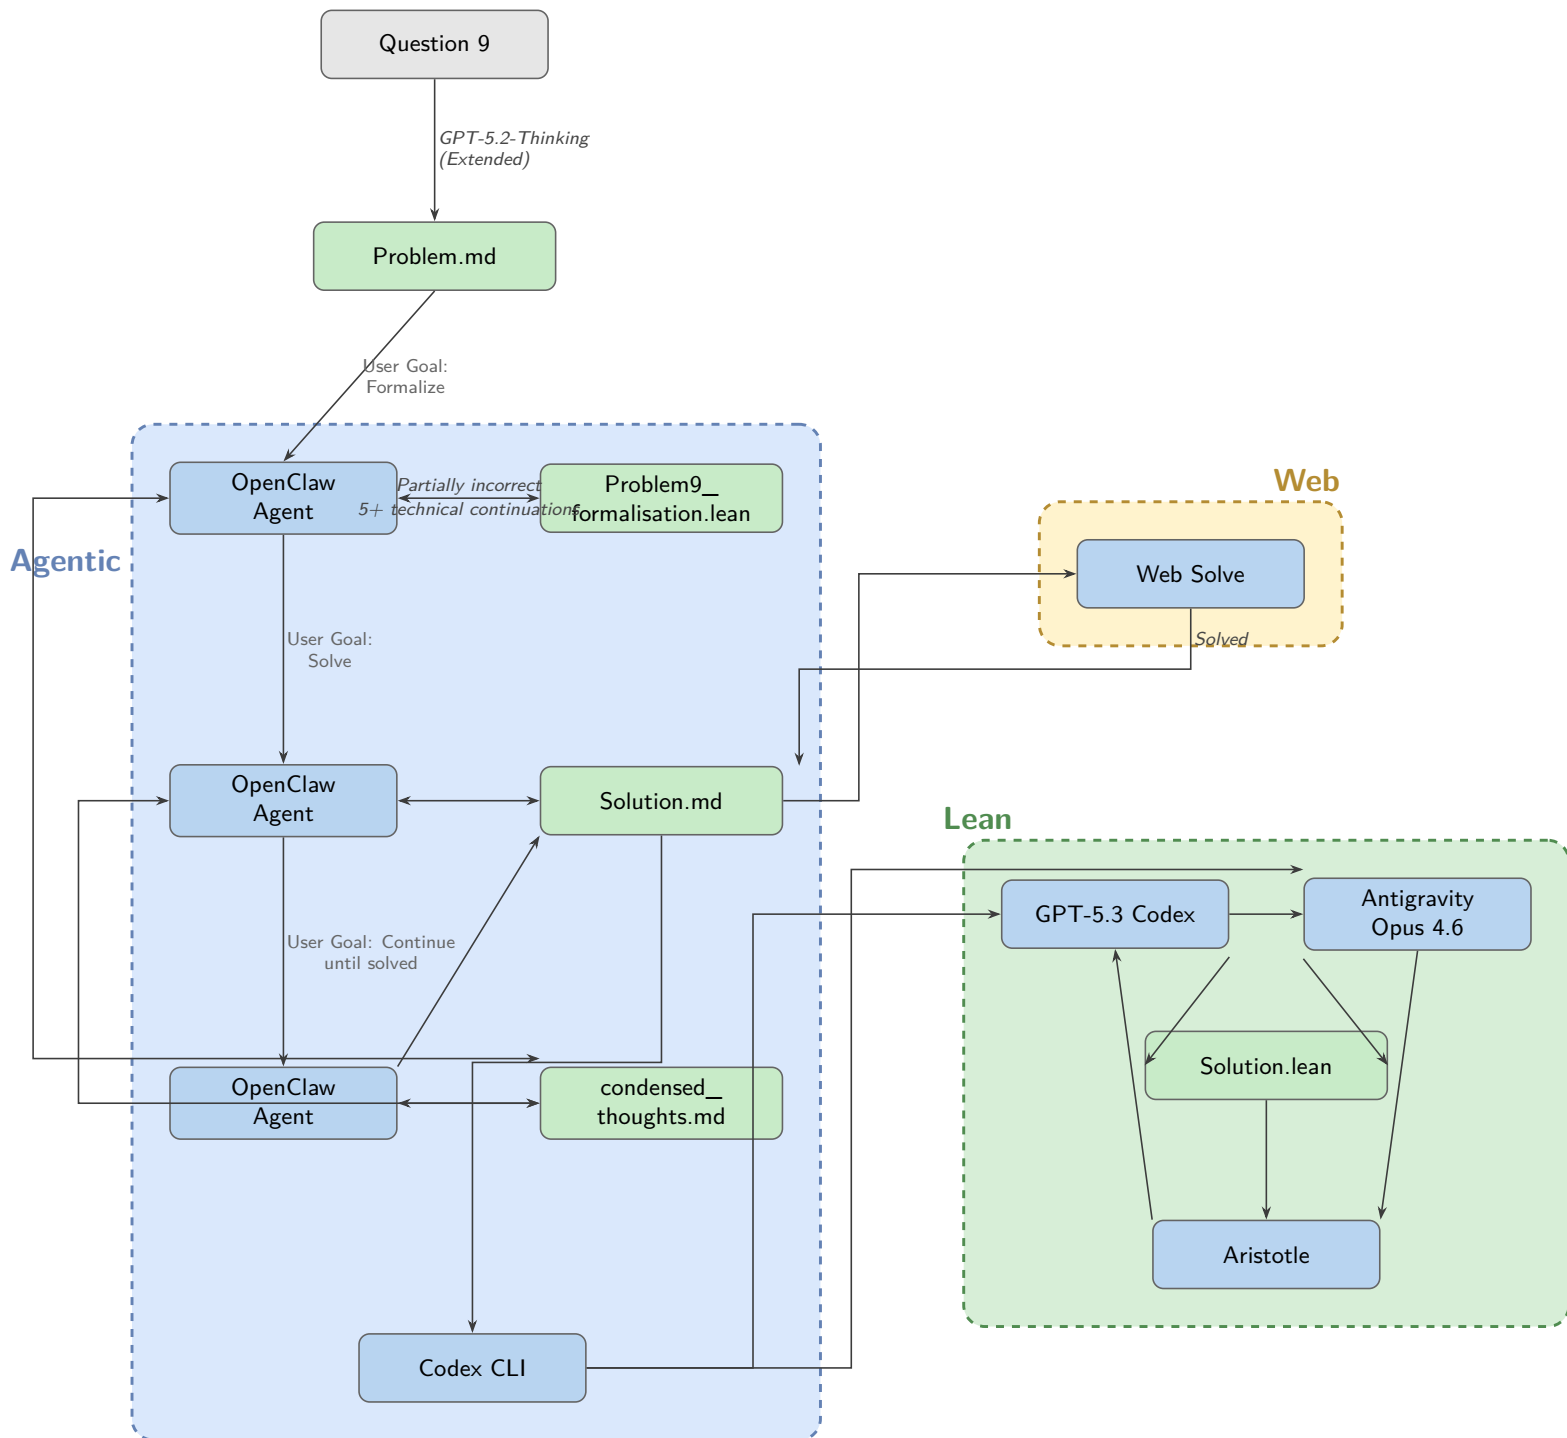 Question 9
GPT-5.2-Thinking
(Extended)
Problem.md
User Goal:
Formalize
Agentic
OpenClaw
Agent
Partially incorrect
5+ technical continuations
Problem9_
formalisation.lean
User Goal:
Solve
Web
Web Solve
Solved
OpenClaw
Agent
Solution.md
User Goal: Continue
until solved
OpenClaw
Agent
condensed_
thoughts.md
Codex CLI
Lean
GPT-5.3 Codex
Antigravity
Opus 4.6
Solution.lean
Aristotle